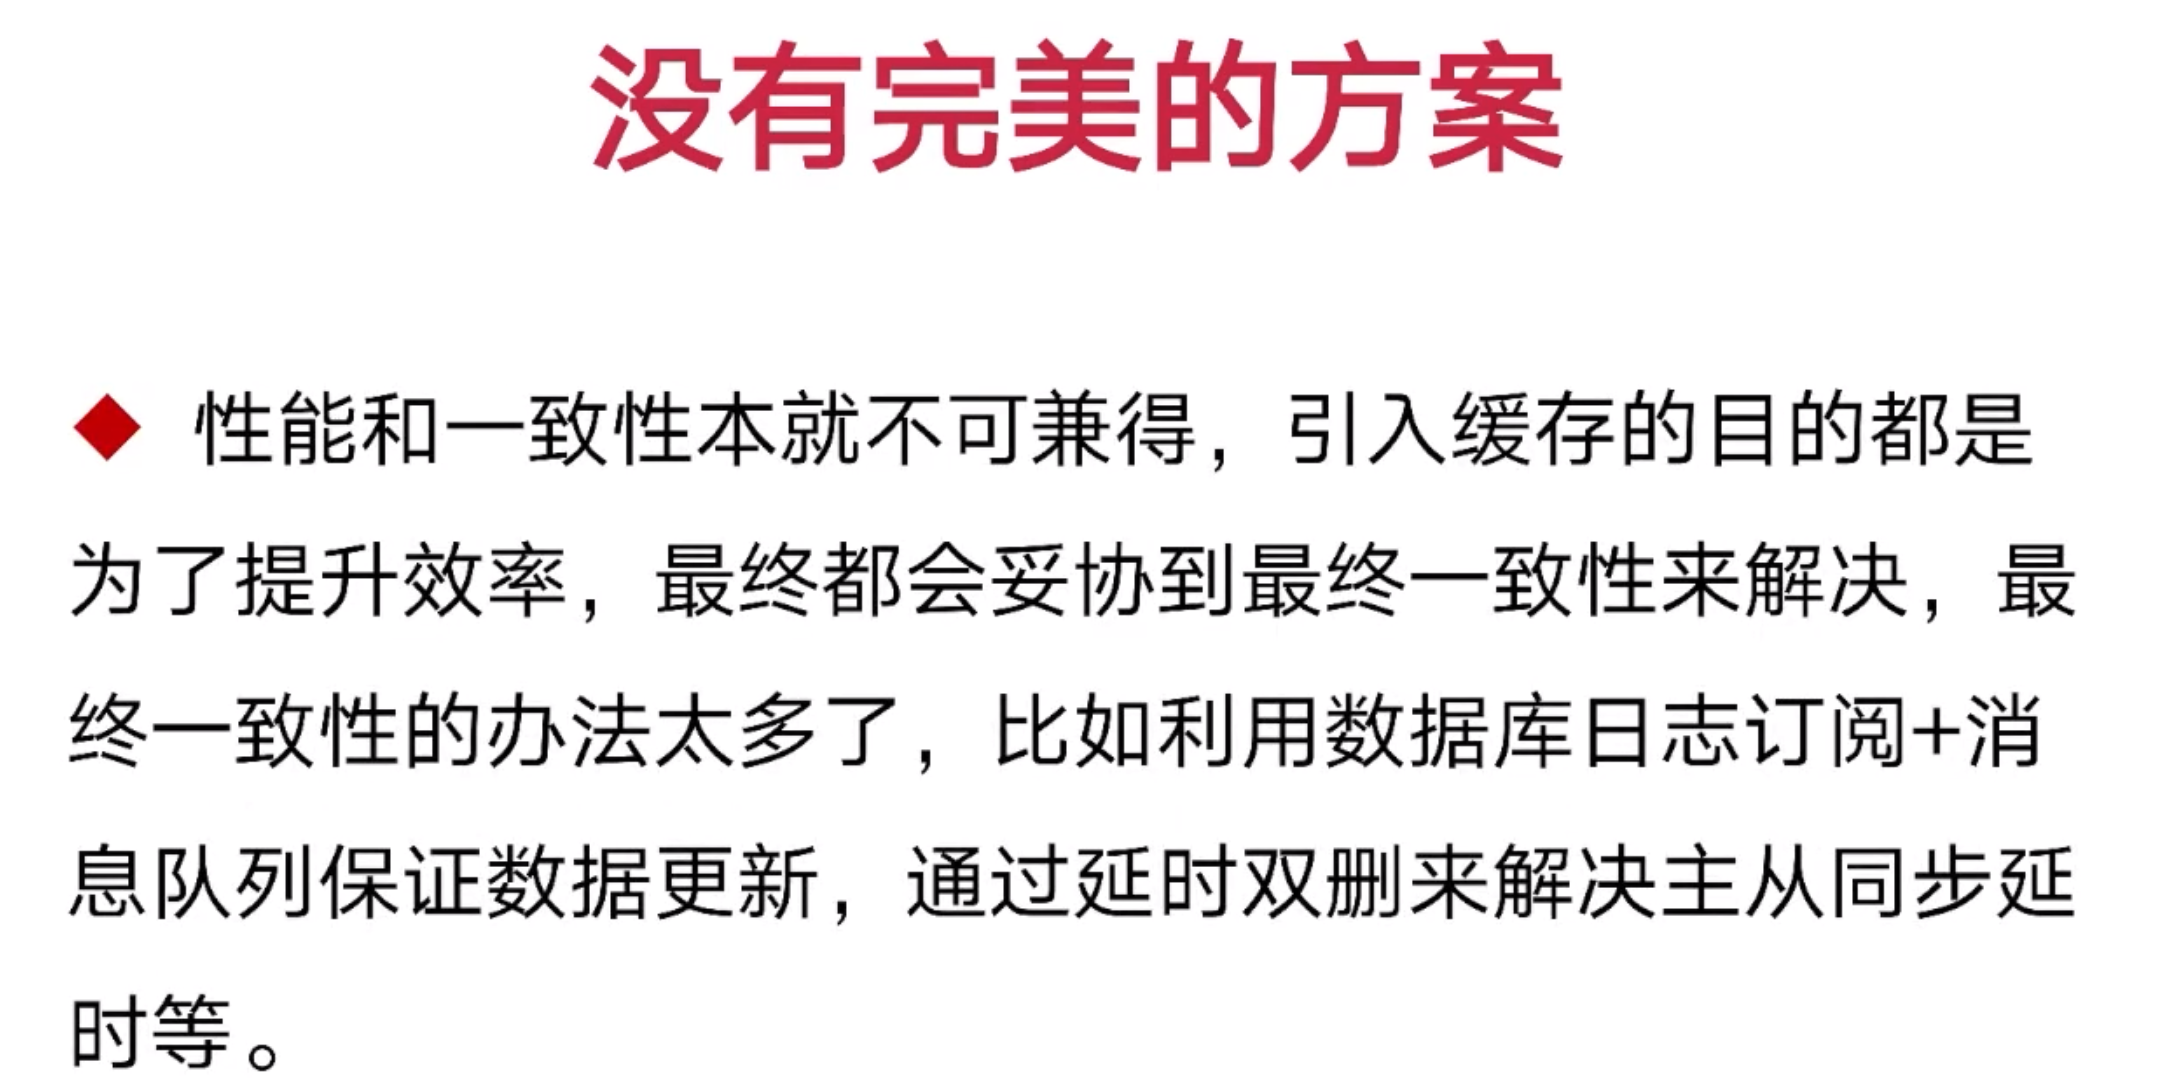 没有完美的方案
◆ 性能和一致性本就不可兼得，引入缓存的目的都是
为了提升效率，最终都会妥协到最终一致性来解决，最
终一致性的办法太多了，比如利用数据库日志订阅+消
息队列保证数据更新，通过延时双删来解决主从同步延
时等。